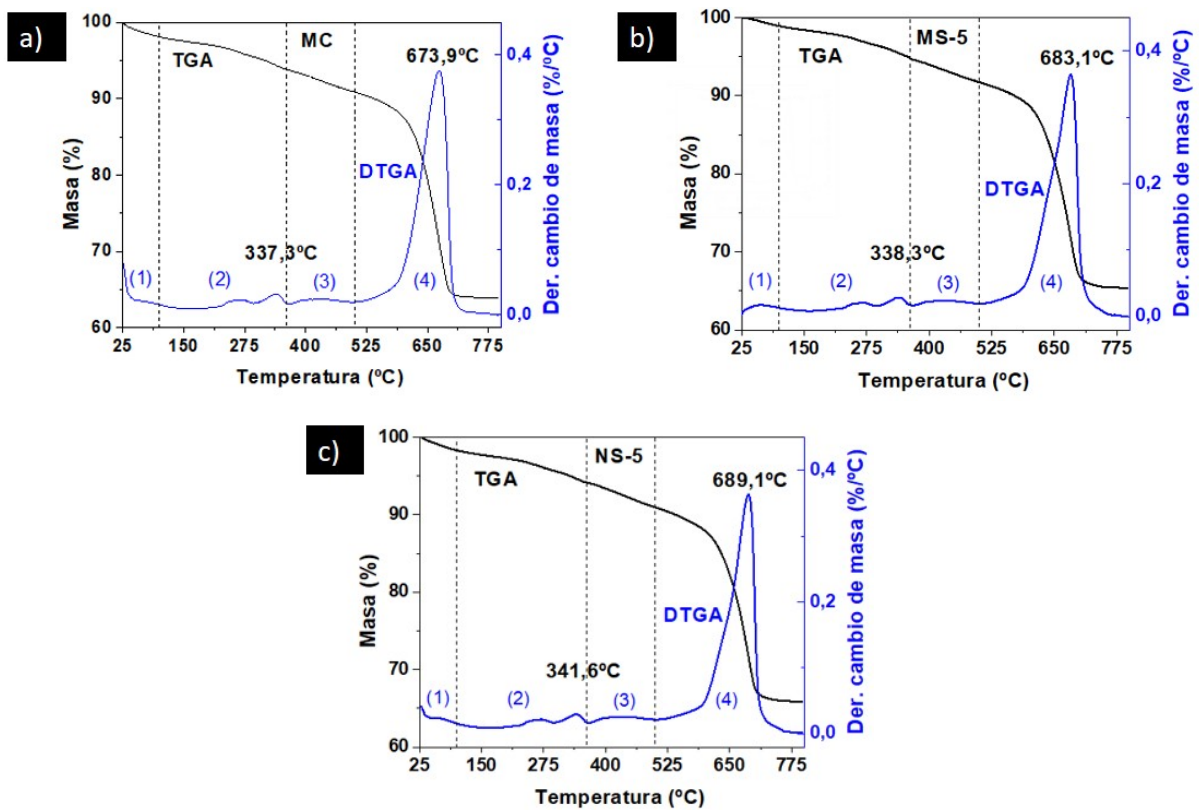 a)
MC
673,9ºC
TGA
DTGA
337,3ºC
(1)
(2)
(3)
(4)
100
90
80
70
60
Masa (%)
25
150
275
400
525
650
775
Temperatura (ºC)
0,4
0,2
0,0
Der. cambio de masa (%/ºC)
b)
MS-5
683,1ºC
TGA
DTGA
338,3ºC
(1)
(2)
(3)
(4)
100
90
80
70
60
Masa (%)
25
150
275
400
525
650
775
Temperatura (ºC)
0,4
0,2
0,0
Der. cambio de masa (%/ºC)
c)
NS-5
689,1ºC
TGA
DTGA
341,6ºC
(1)
(2)
(3)
(4)
100
90
80
70
60
Masa (%)
25
150
275
400
525
650
775
Temperatura (ºC)
0,4
0,2
0,0
Der. cambio de masa (%/ºC)